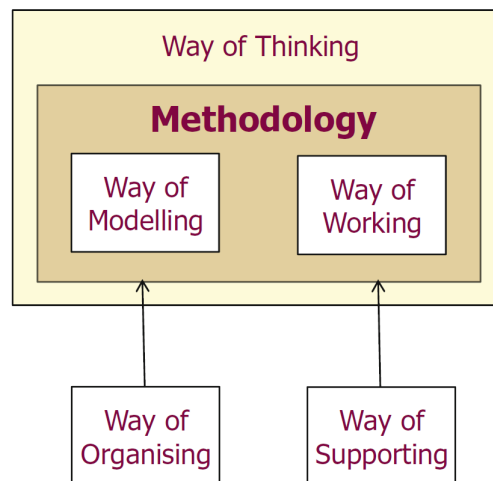 Way of Thinking
Methodology
Way of
Modelling
Way of
Working
Way of
Organising
Way of
Supporting